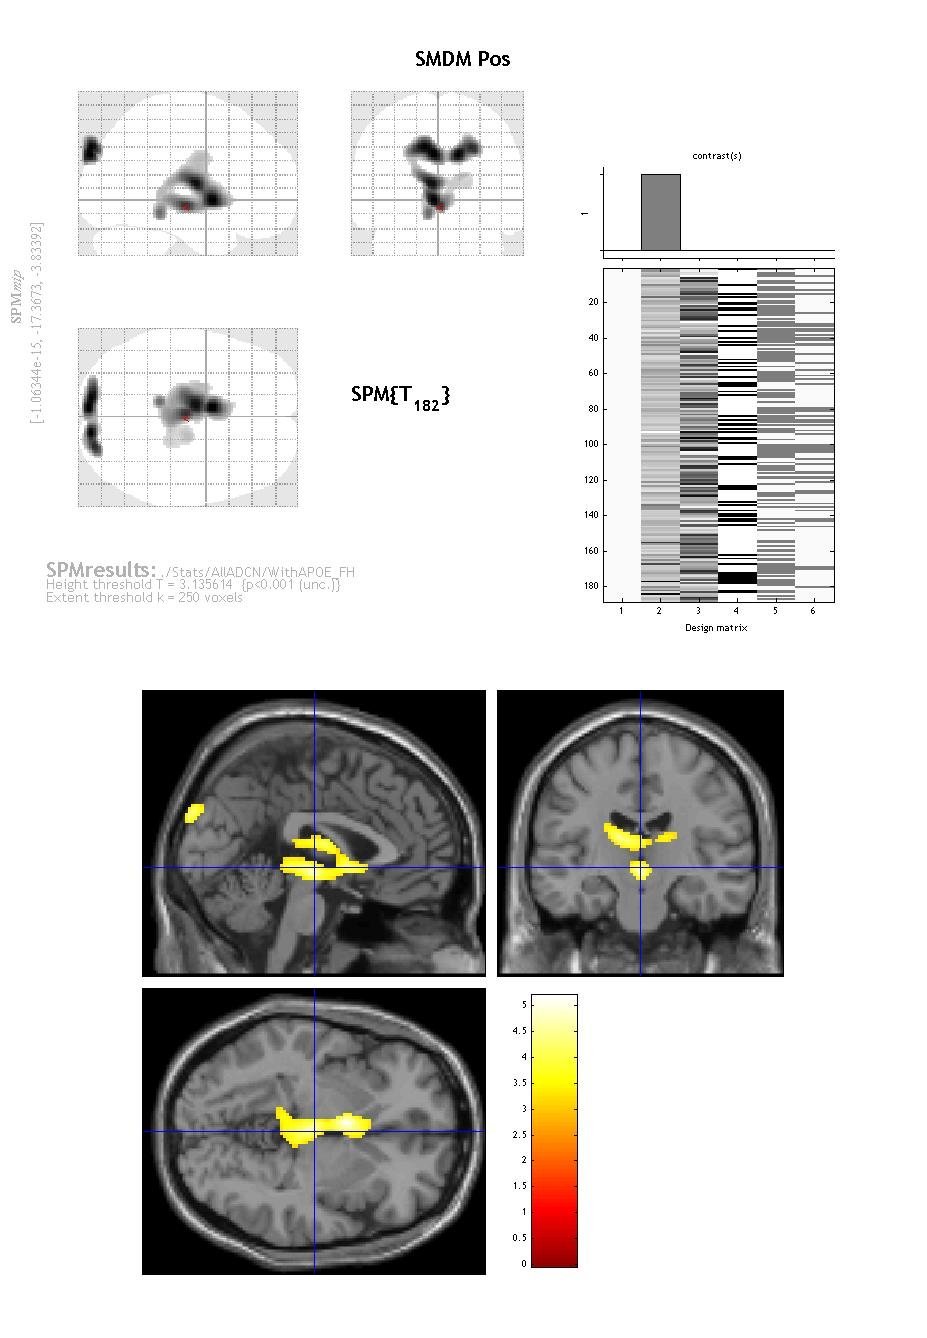 SMDM Pos
SPMmip
[-1.06344e-15, -17.3673, -3.83392]
<
<
<
SPM{T182}
SPMresults: ./Stats/AllADCN/WithAPOE_FH
Height threshold T = 3.135614 {p<0.001 (unc.)}
Extent threshold k = 250 voxels
contrast(s)
1
20
40
60
80
100
120
140
160
180
1 2 3 4 5 6
Design matrix
5
4.5
4
3.5
3
2.5
2
1.5
1
0.5
0